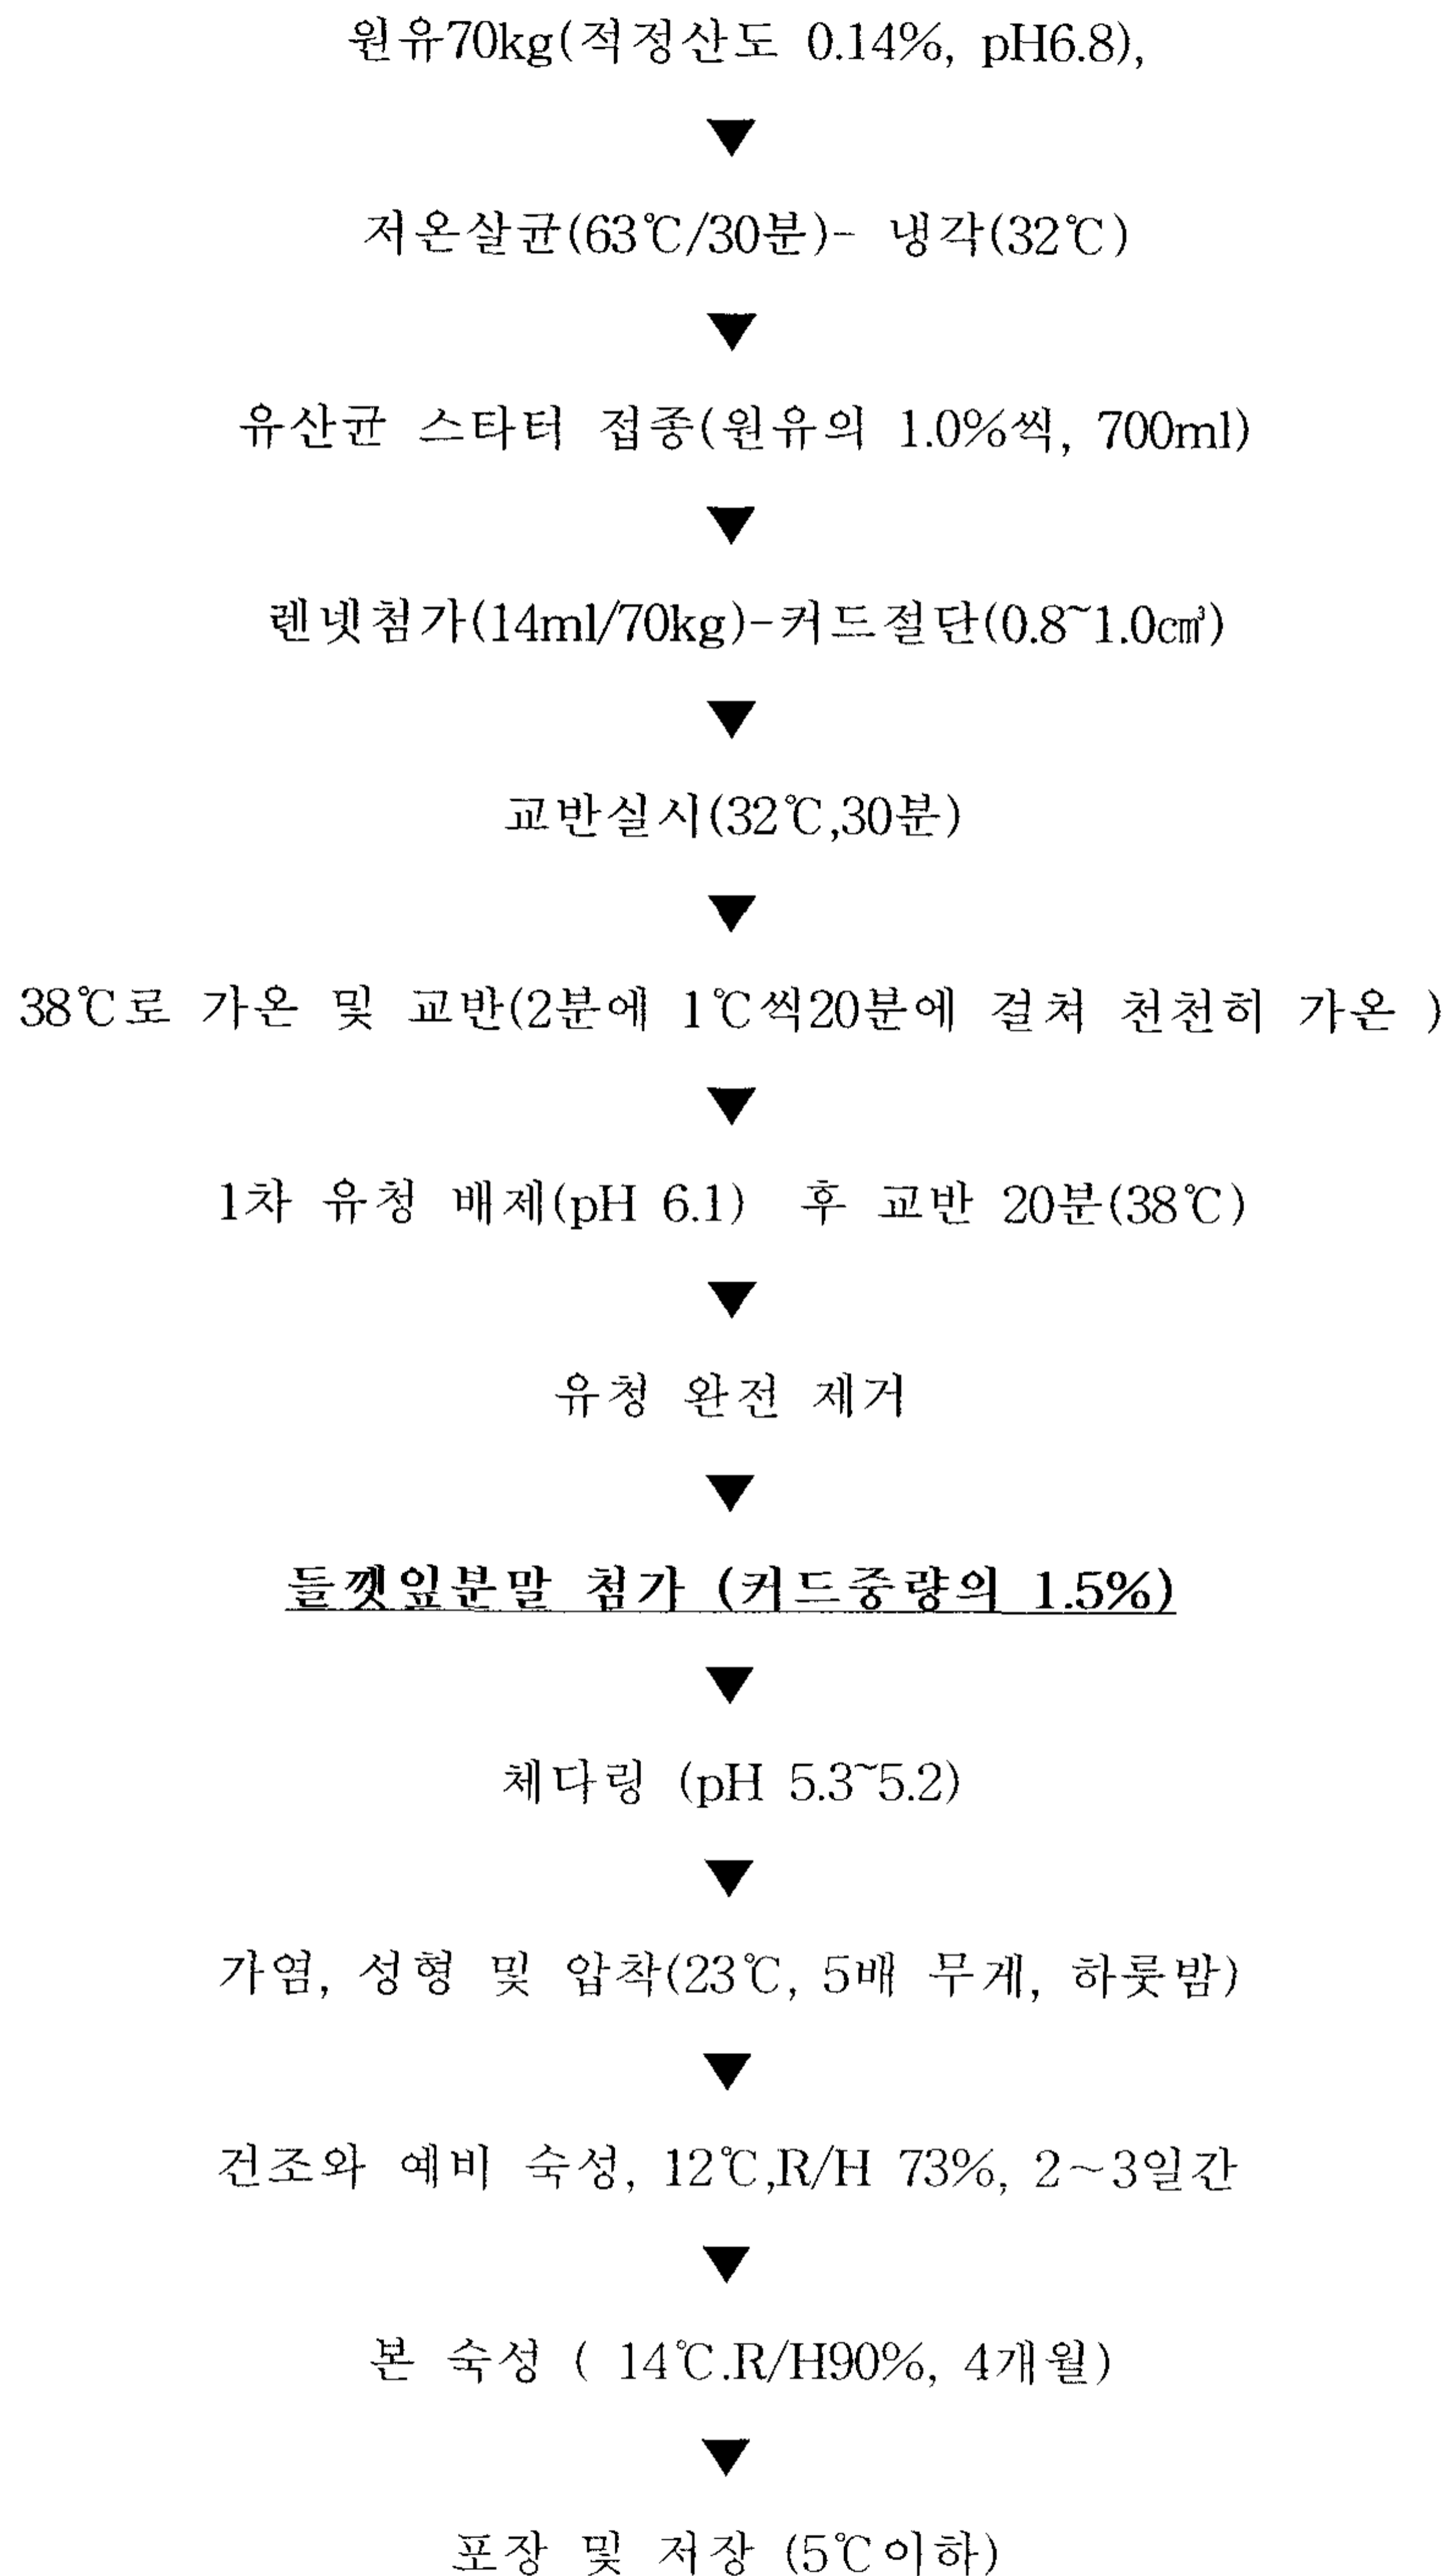 원유70kg(적정산도 0.14%, pH6.8),
저온살균(63℃/30분)- 냉각(32℃)
유산균 스타터 접종(원유의 1.0%씩, 700ml)
렌넷첨가(14ml/70kg)-커드절단(0.8~1.0㎤)
교반실시(32℃,30분)
38℃로 가온 및 교반(2분에 1℃씩20분에 걸쳐 천천히 가온 )
1차 유청 배제(pH 6.1) 후 교반 20분(38℃)
유청 완전 제거
들깻잎분말 첨가 (커드중량의 1.5%)
체다링 (pH 5.3~5.2)
가염, 성형 및 압착(23℃, 5배 무게, 하룻밤)
건조와 예비 숙성, 12℃,R/H 73%, 2～3일간
본 숙성 ( 14℃.R/H90%, 4개월)
포장 및 저장 (5℃이하)